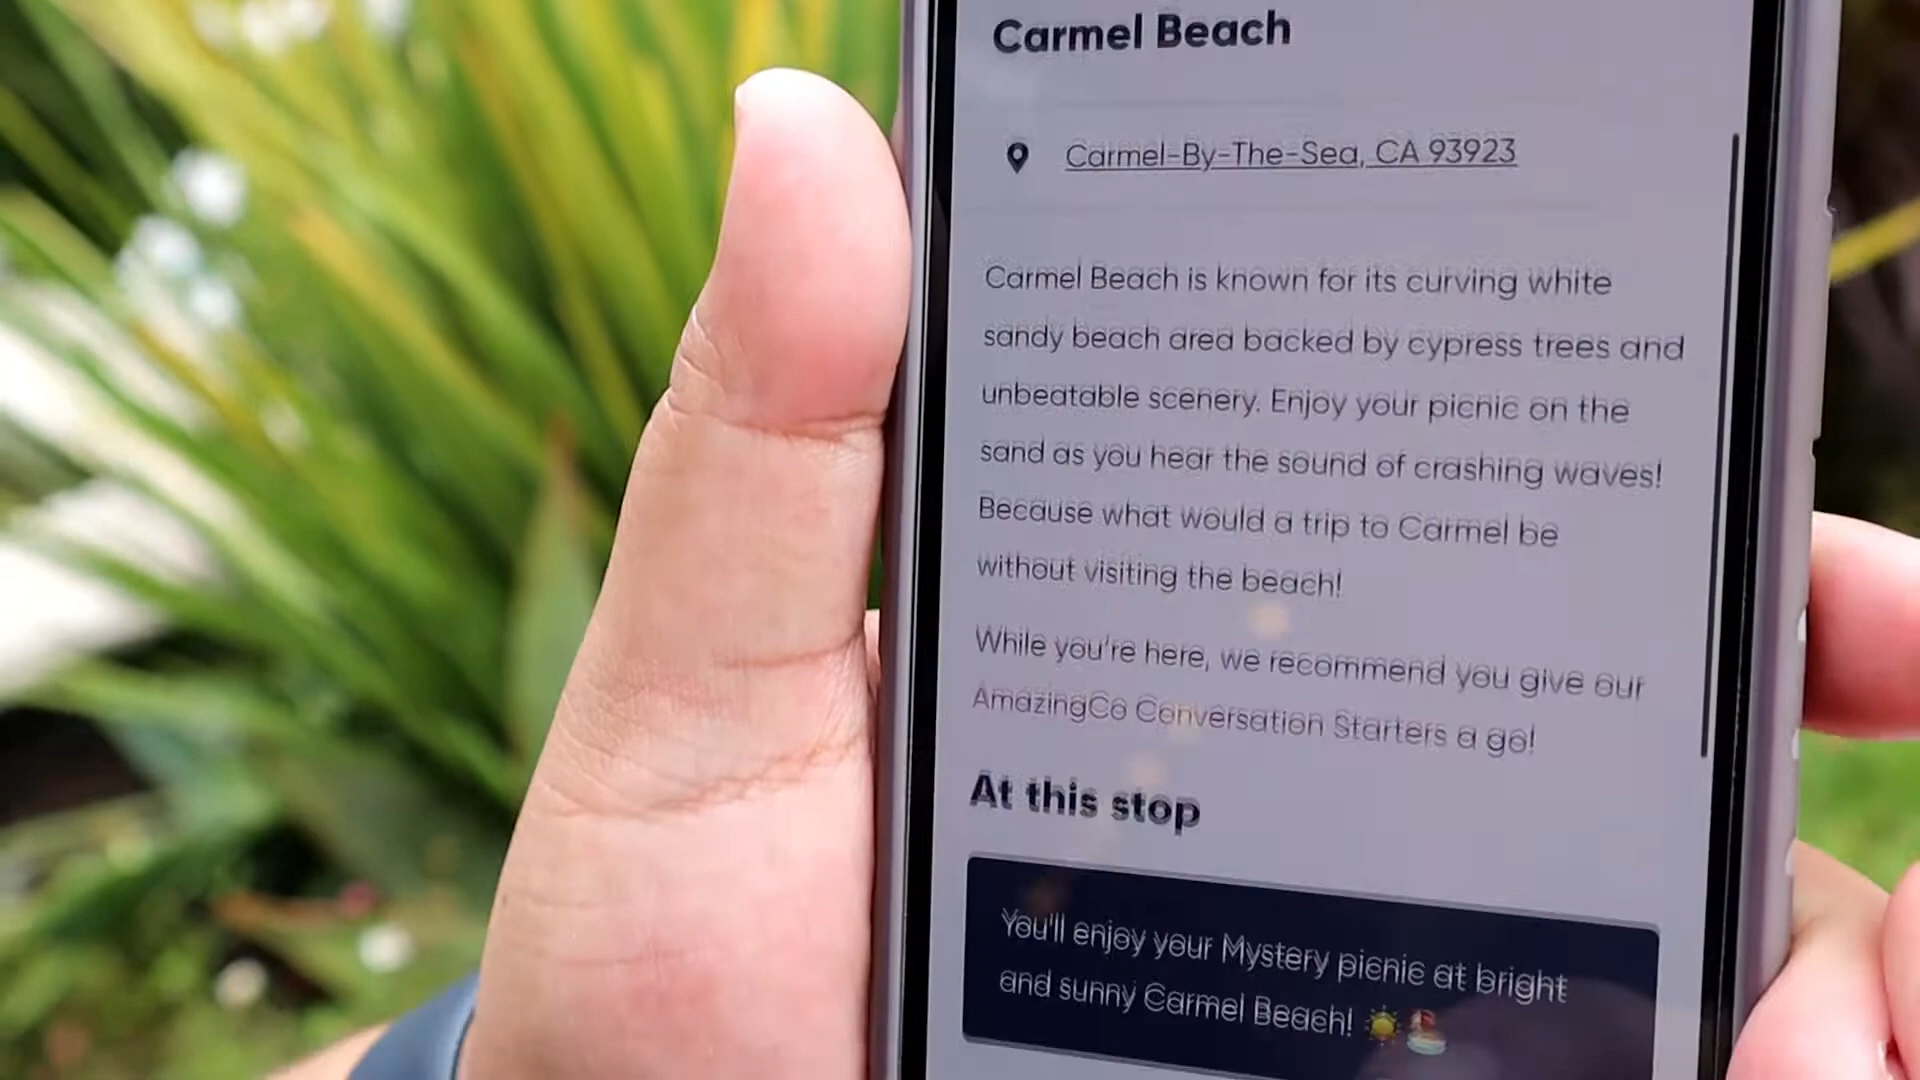 Carmel Beach
Carmel-By-The-Sea, CA 93923
Carmel Beach is known for its curving white
sandy beach area backed by cypress trees and
unbeatable scenery. Enjoy your picnic on the
sand as you hear the sound of crashing waves!
Because what would a trip to Carmel be
without visiting the beach!
While you're here, we recommend you give our
AmazingCo Conversation Starters a go!
At this stop
You'll enjoy your Mystery picnic at bright
and sunny Carmel Beach! ☀️🏖️